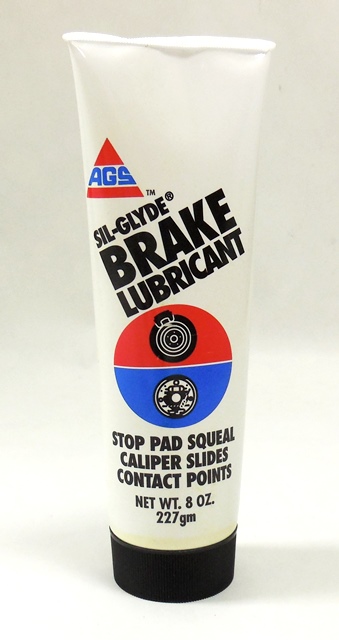 AGS
TM
SIL-GLYDE®
BRAKE
LUBRICANT
STOP PAD SQUEAL
CALIPER SLIDES
CONTACT POINTS
NET WT. 8 OZ.
227gm